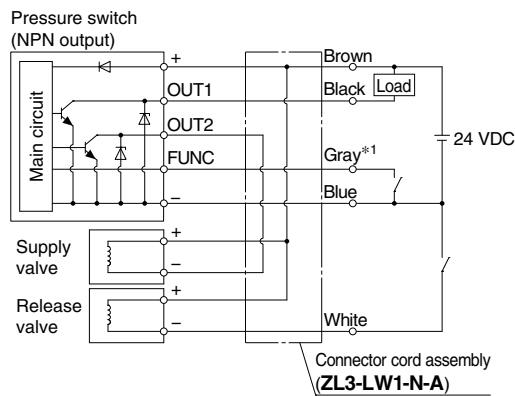 Pressure switch
(NPN output)
Main circuit
+
OUT1
OUT2
FUNC
−
Brown
Black
Load
Gray*1
Blue
24 VDC
Supply
valve
+
−
Release
valve
+
−
White
Connector cord assembly
(ZL3-LW1-N-A)